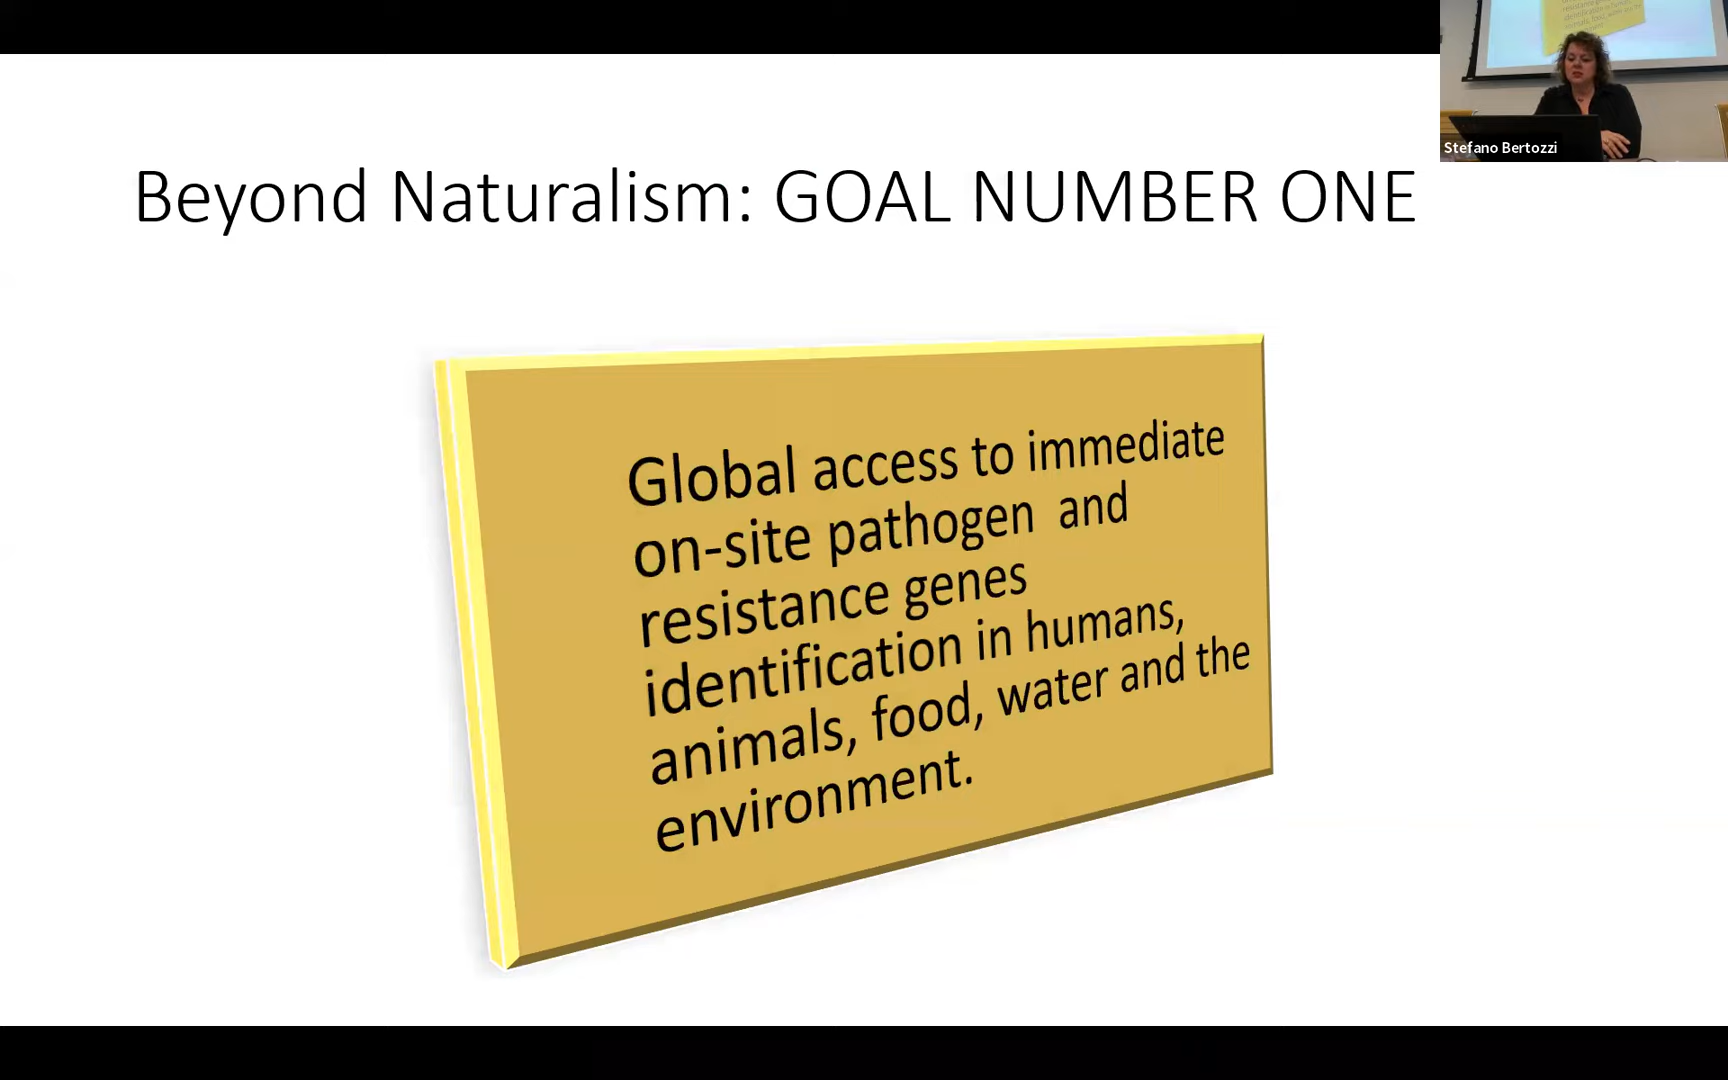 Beyond Naturalism: GOAL NUMBER ONE
Global access to immediate
on-site pathogen and
resistance genes
identification in humans,
animals, food, water and the
environment.
Stefano Bertozzi